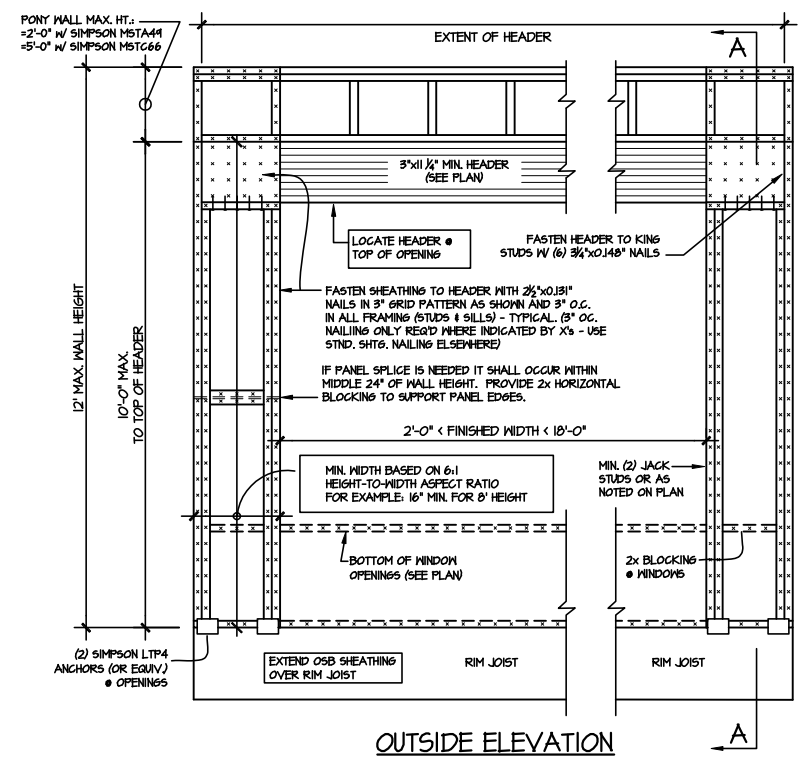 PONY WALL MAX. HT.:
=2'-0" W/ SIMPSON MSTA49
=5'-0" W/ SIMPSON MSTC66
EXTENT OF HEADER
A
3"x11 ¼" MIN. HEADER
(SEE PLAN)
LOCATE HEADER @
TOP OF OPENING
FASTEN HEADER TO KING
STUDS W/ (6) 3¼"x0.148" NAILS
FASTEN SHEATHING TO HEADER WITH 2½"x0.131"
NAILS IN 3" GRID PATTERN AS SHOWN AND 3" O.C.
IN ALL FRAMING (STUDS & SILLS) - TYPICAL. (3" OC.
NAILIING ONLY REQ'D WHERE INDICATED BY X's - USE
STND. SHTG. NAILING ELSEWHERE)
12' MAX. WALL HEIGHT
10'-0" MAX.
TO TOP OF HEADER
IF PANEL SPLICE IS NEEDED IT SHALL OCCUR WITHIN
MIDDLE 24" OF WALL HEIGHT. PROVIDE 2x HORIZONTAL
BLOCKING TO SUPPORT PANEL EDGES.
2'-0" < FINISHED WIDTH < 18'-0"
MIN. WIDTH BASED ON 6:1
HEIGHT-TO-WIDTH ASPECT RATIO
FOR EXAMPLE: 16" MIN. FOR 8' HEIGHT
MIN. (2) JACK
STUDS OR AS
NOTED ON PLAN
BOTTOM OF WINDOW
OPENINGS (SEE PLAN)
2x BLOCKING
@ WINDOWS
(2) SIMPSON LTP4
ANCHORS (OR EQUIV.)
@ OPENINGS
EXTEND OSB SHEATHING
OVER RIM JOIST
RIM JOIST
RIM JOIST
A
OUTSIDE ELEVATION